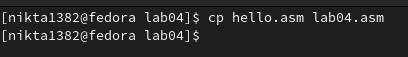 [nikta1382@fedora lab04]$ cp hello.asm lab04.asm
[nikta1382@fedora lab04]$